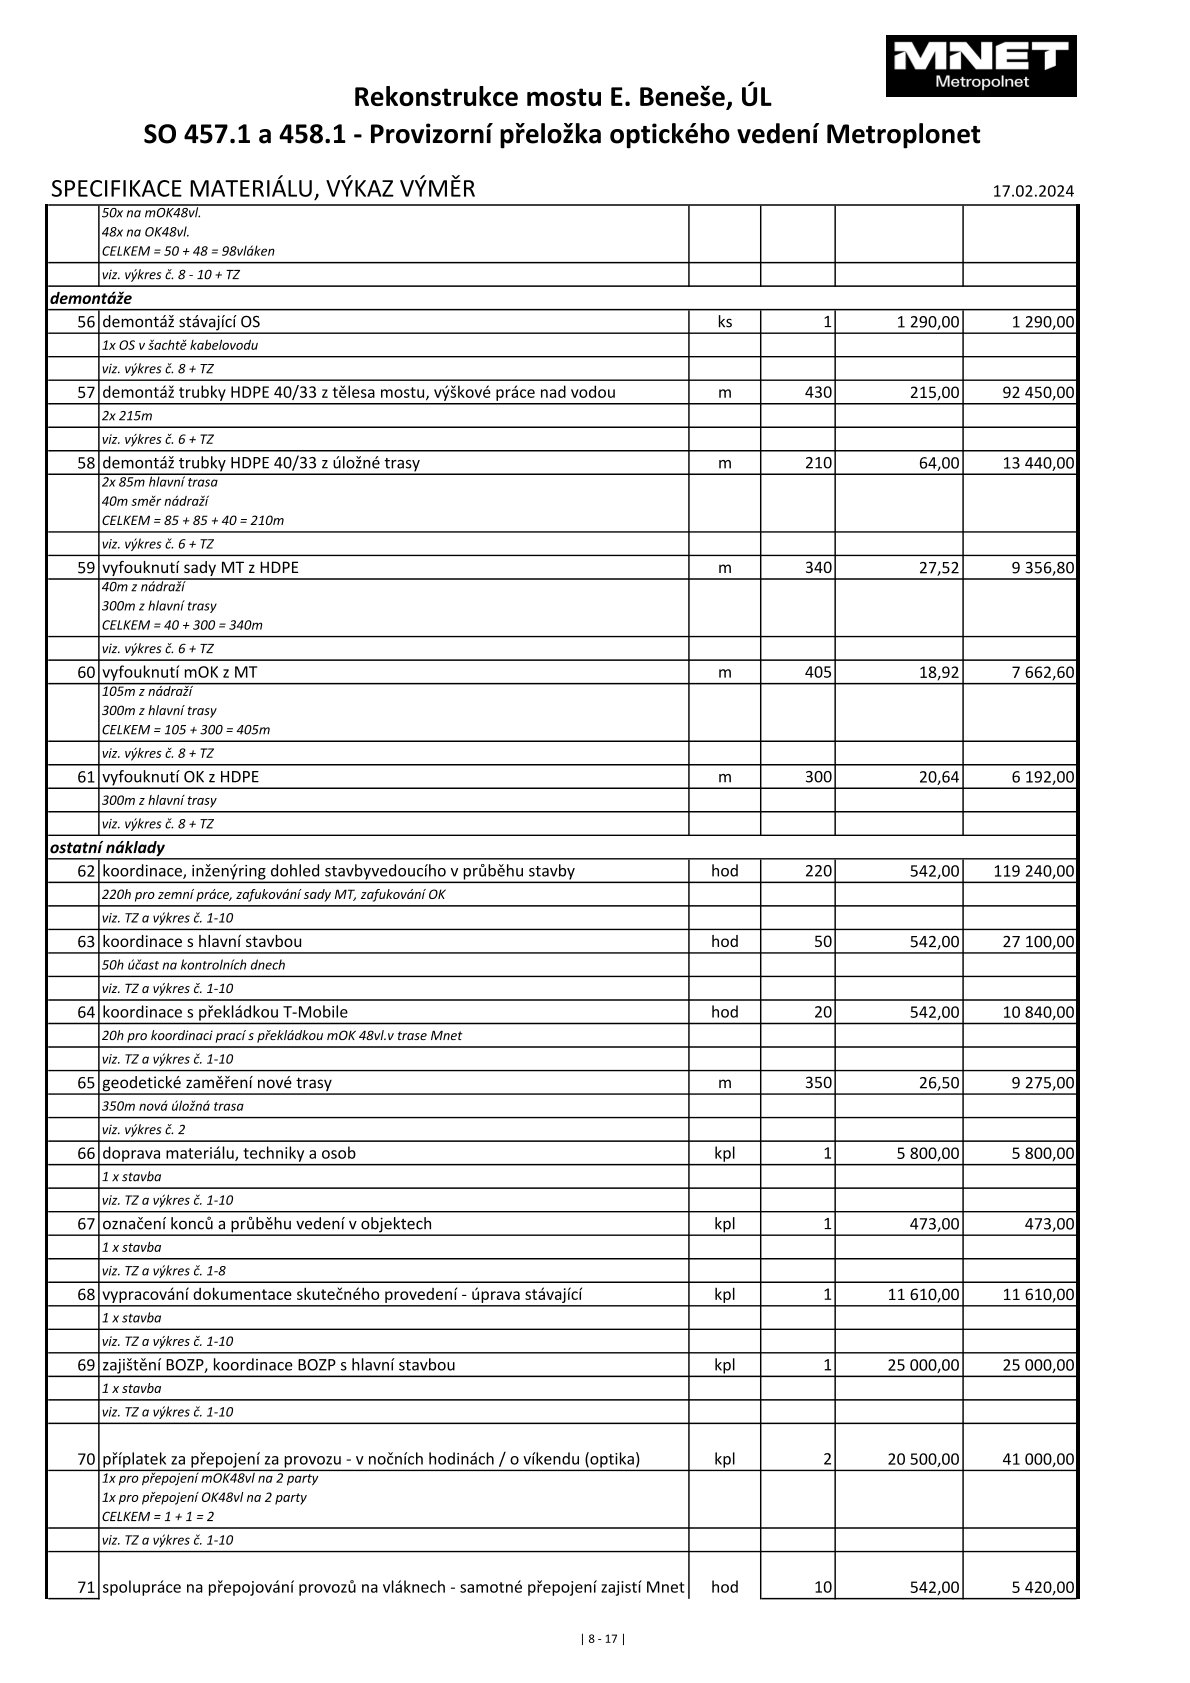 MNET
Metropolnet
Rekonstrukce mostu E. Beneše, ÚL
SO 457.1 a 458.1 - Provizorní přeložka optického vedení Metroplonet
SPECIFIKACE MATERIÁLU, VÝKAZ VÝMĚR 17.02.2024
50x na mOK48vl.
48x na OK48vl.
CELKEM = 50 + 48 = 98vláken
viz. výkres č. 8 - 10 + TZ
demontáže
56 demontáž stávající OS ks 1 1 290,00 1 290,00
1x OS v šachtě kabelovodu
viz. výkres č. 8 + TZ
57 demontáž trubky HDPE 40/33 z tělesa mostu, výškové práce nad vodou m 430 215,00 92 450,00
2x 215m
viz. výkres č. 6 + TZ
58 demontáž trubky HDPE 40/33 z úložné trasy m 210 64,00 13 440,00
2x 85m hlavní trasa
40m směr nádraží
CELKEM = 85 + 85 + 40 = 210m
viz. výkres č. 6 + TZ
59 vyfouknutí sady MT z HDPE m 340 27,52 9 356,80
40m z nádraží
300m z hlavní trasy
CELKEM = 40 + 300 = 340m
viz. výkres č. 6 + TZ
60 vyfouknutí mOK z MT m 405 18,92 7 662,60
105m z nádraží
300m z hlavní trasy
CELKEM = 105 + 300 = 405m
viz. výkres č. 8 + TZ
61 vyfouknutí OK z HDPE m 300 20,64 6 192,00
300m z hlavní trasy
viz. výkres č. 8 + TZ
ostatní náklady
62 koordinace, inženýring dohled stavbyvedoucího v průběhu stavby hod 220 542,00 119 240,00
220h pro zemní práce, zafukování sady MT, zafukování OK
viz. TZ a výkres č. 1-10
63 koordinace s hlavní stavbou hod 50 542,00 27 100,00
50h účast na kontrolních dnech
viz. TZ a výkres č. 1-10
64 koordinace s překládkou T-Mobile hod 20 542,00 10 840,00
20h pro koordinaci prací s překládkou mOK 48vl.v trase Mnet
viz. TZ a výkres č. 1-10
65 geodetické zaměření nové trasy m 350 26,50 9 275,00
350m nová úložná trasa
viz. výkres č. 2
66 doprava materiálu, techniky a osob kpl 1 5 800,00 5 800,00
1 x stavba
viz. TZ a výkres č. 1-10
67 označení konců a průběhu vedení v objektech kpl 1 473,00 473,00
1 x stavba
viz. TZ a výkres č. 1-8
68 vypracování dokumentace skutečného provedení - úprava stávající kpl 1 11 610,00 11 610,00
1 x stavba
viz. TZ a výkres č. 1-10
69 zajištění BOZP, koordinace BOZP s hlavní stavbou kpl 1 25 000,00 25 000,00
1 x stavba
viz. TZ a výkres č. 1-10
70 příplatek za přepojení za provozu - v nočních hodinách / o víkendu (optika) kpl 2 20 500,00 41 000,00
1x pro přepojení mOK48vl na 2 party
1x pro přepojení OK48vl na 2 party
CELKEM = 1 + 1 = 2
viz. TZ a výkres č. 1-10
71 spolupráce na přepojování provozů na vláknech - samotné přepojení zajistí Mnet hod 10 542,00 5 420,00
| 8 - 17 |